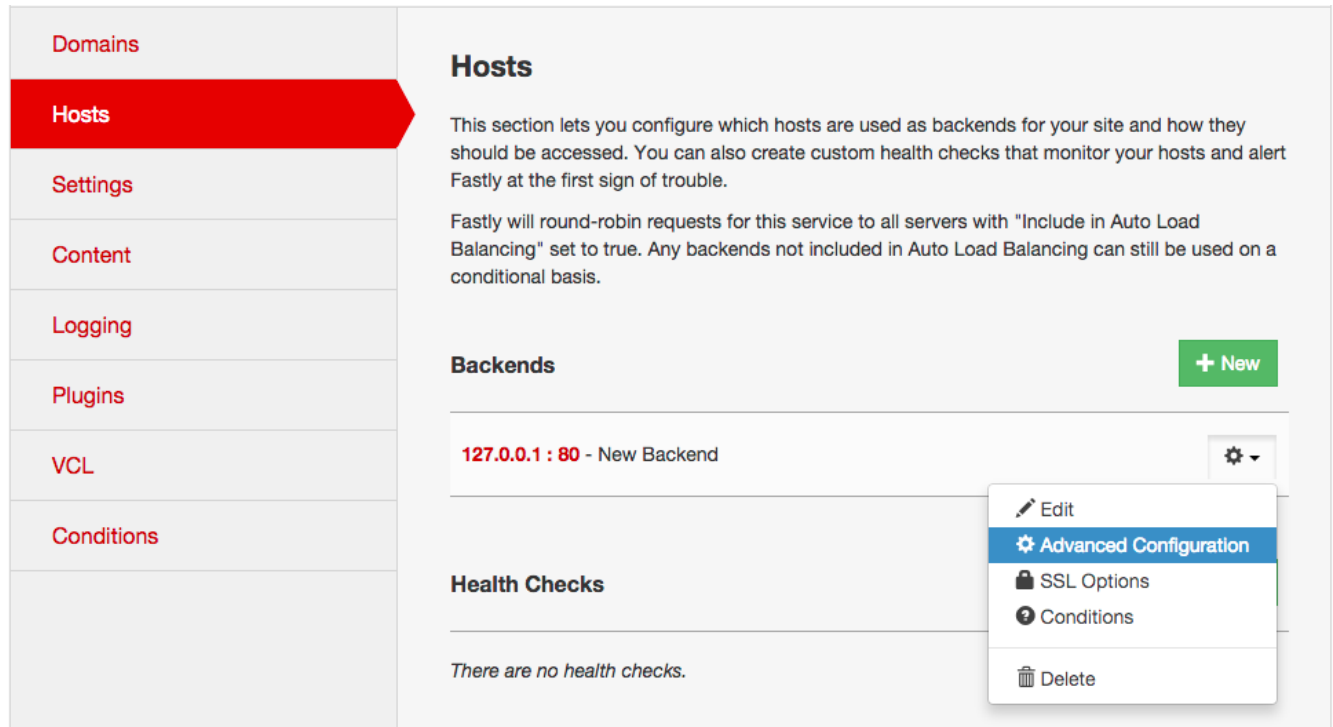 Domains
Hosts
Settings
Content
Logging
Plugins
VCL
Conditions
Hosts
This section lets you configure which hosts are used as backends for your site and how they
should be accessed. You can also create custom health checks that monitor your hosts and alert
Fastly at the first sign of trouble.
Fastly will round-robin requests for this service to all servers with "Include in Auto Load
Balancing" set to true. Any backends not included in Auto Load Balancing can still be used on a
conditional basis.
Backends
+ New
127.0.0.1 : 80 - New Backend
Edit
Advanced Configuration
SSL Options
Conditions
Delete
Health Checks
There are no health checks.